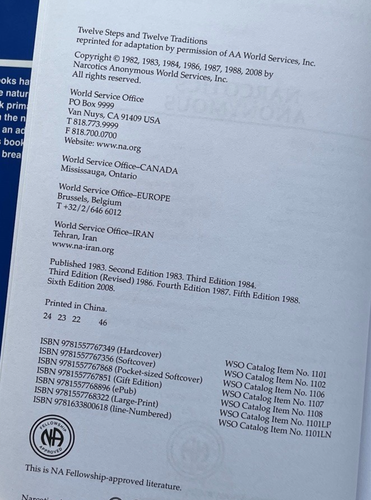 Twelve Steps and Twelve Traditions
reprinted for adaptation by permission of AA World Services, Inc.
Copyright © 1982, 1983, 1984, 1986, 1987, 1988, 2008 by
Narcotics Anonymous World Services, Inc.
All rights reserved.
World Service Office
PO Box 9999
Van Nuys, CA 91409 USA
T 818.773.9999
F 818.700.0700
Website: www.na.org
World Service Office–CANADA
Mississauga, Ontario
World Service Office–EUROPE
Brussels, Belgium
T +32/2/646 6012
World Service Office–IRAN
Tehran, Iran
www.na-iran.org
Published 1983. Second Edition 1983. Third Edition 1984.
Third Edition (Revised) 1986. Fourth Edition 1987. Fifth Edition 1988.
Sixth Edition 2008.
Printed in China.
24 23 22 46
ISBN 9781557767349 (Hardcover) WSO Catalog Item No. 1101
ISBN 9781557767356 (Softcover) WSO Catalog Item No. 1102
ISBN 9781557767868 (Pocket-sized Softcover) WSO Catalog Item No. 1106
ISBN 9781557767851 (Gift Edition) WSO Catalog Item No. 1107
ISBN 9781557768896 (ePub) WSO Catalog Item No. 1108
ISBN 9781557768322 (Large-Print) WSO Catalog Item No. 1101LP
ISBN 9781633800618 (line-Numbered) WSO Catalog Item No. 1101LN
FELLOWSHIP
NA
APPROVED
This is NA Fellowship-approved literature.
ooks ha
e natur
k prim
n the n
an ad
book
brea